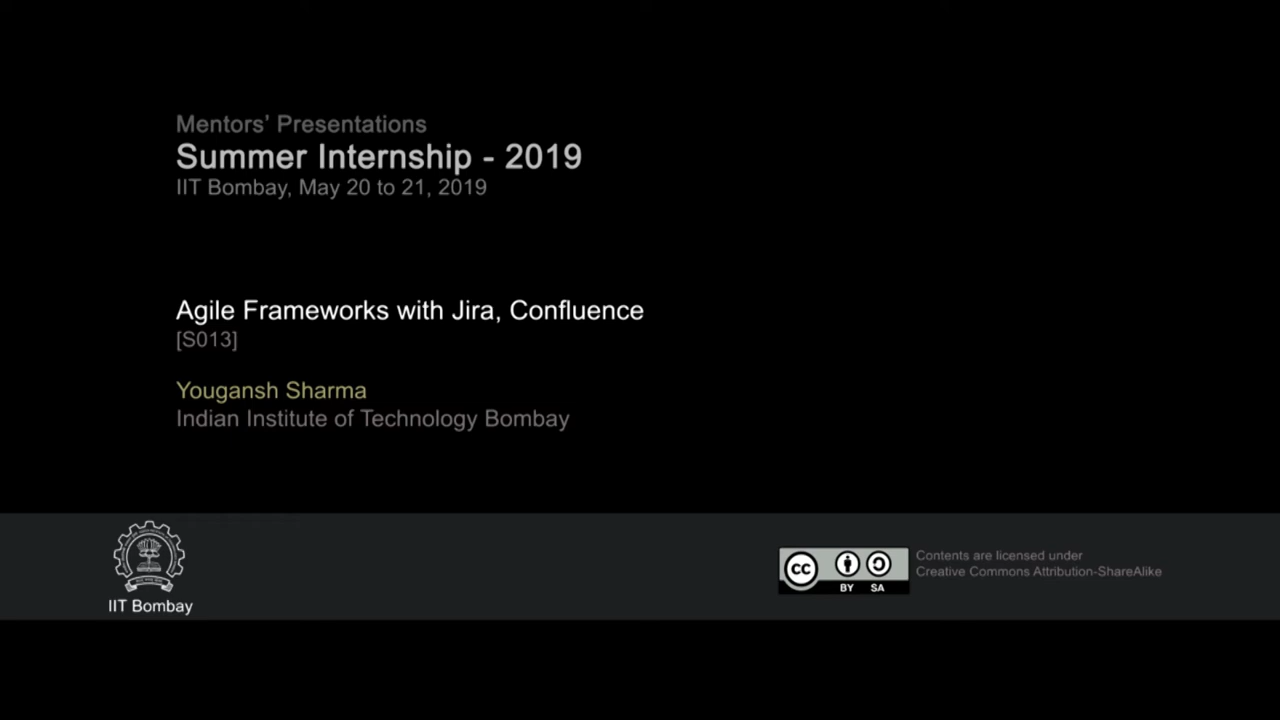 Mentors’ Presentations
Summer Internship - 2019
IIT Bombay, May 20 to 21, 2019
Agile Frameworks with Jira, Confluence
[S013]
Yougansh Sharma
Indian Institute of Technology Bombay
IIT Bombay
cc
BY SA
Contents are licensed under
Creative Commons Attribution-ShareAlike